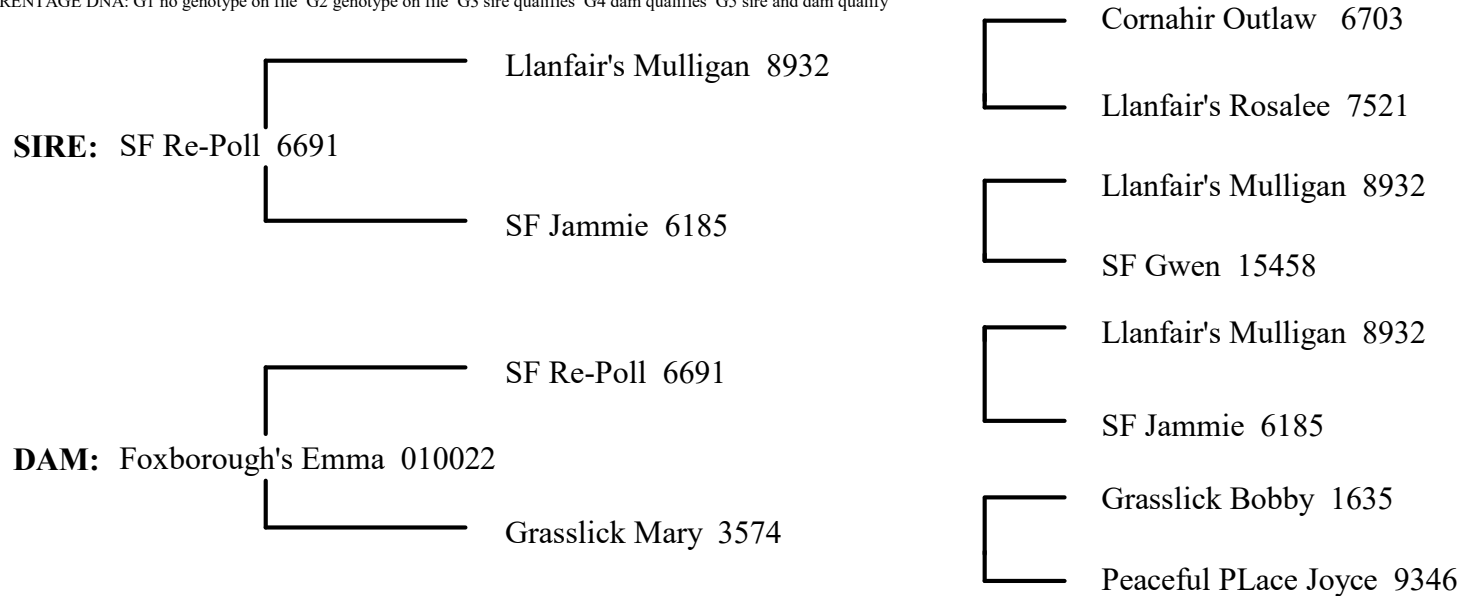 RENTAGE DNA: G1 no genotype on file G2 genotype on file G3 sire qualifies G4 dam qualifies G5 sire and dam qualify
Cornahir Outlaw 6703
Llanfair's Mulligan 8932
Llanfair's Rosalee 7521
SIRE: SF Re-Poll 6691
Llanfair's Mulligan 8932
SF Jammie 6185
SF Gwen 15458
Llanfair's Mulligan 8932
SF Re-Poll 6691
SF Jammie 6185
DAM: Foxborough's Emma 010022
Grasslick Bobby 1635
Grasslick Mary 3574
Peaceful PLace Joyce 9346